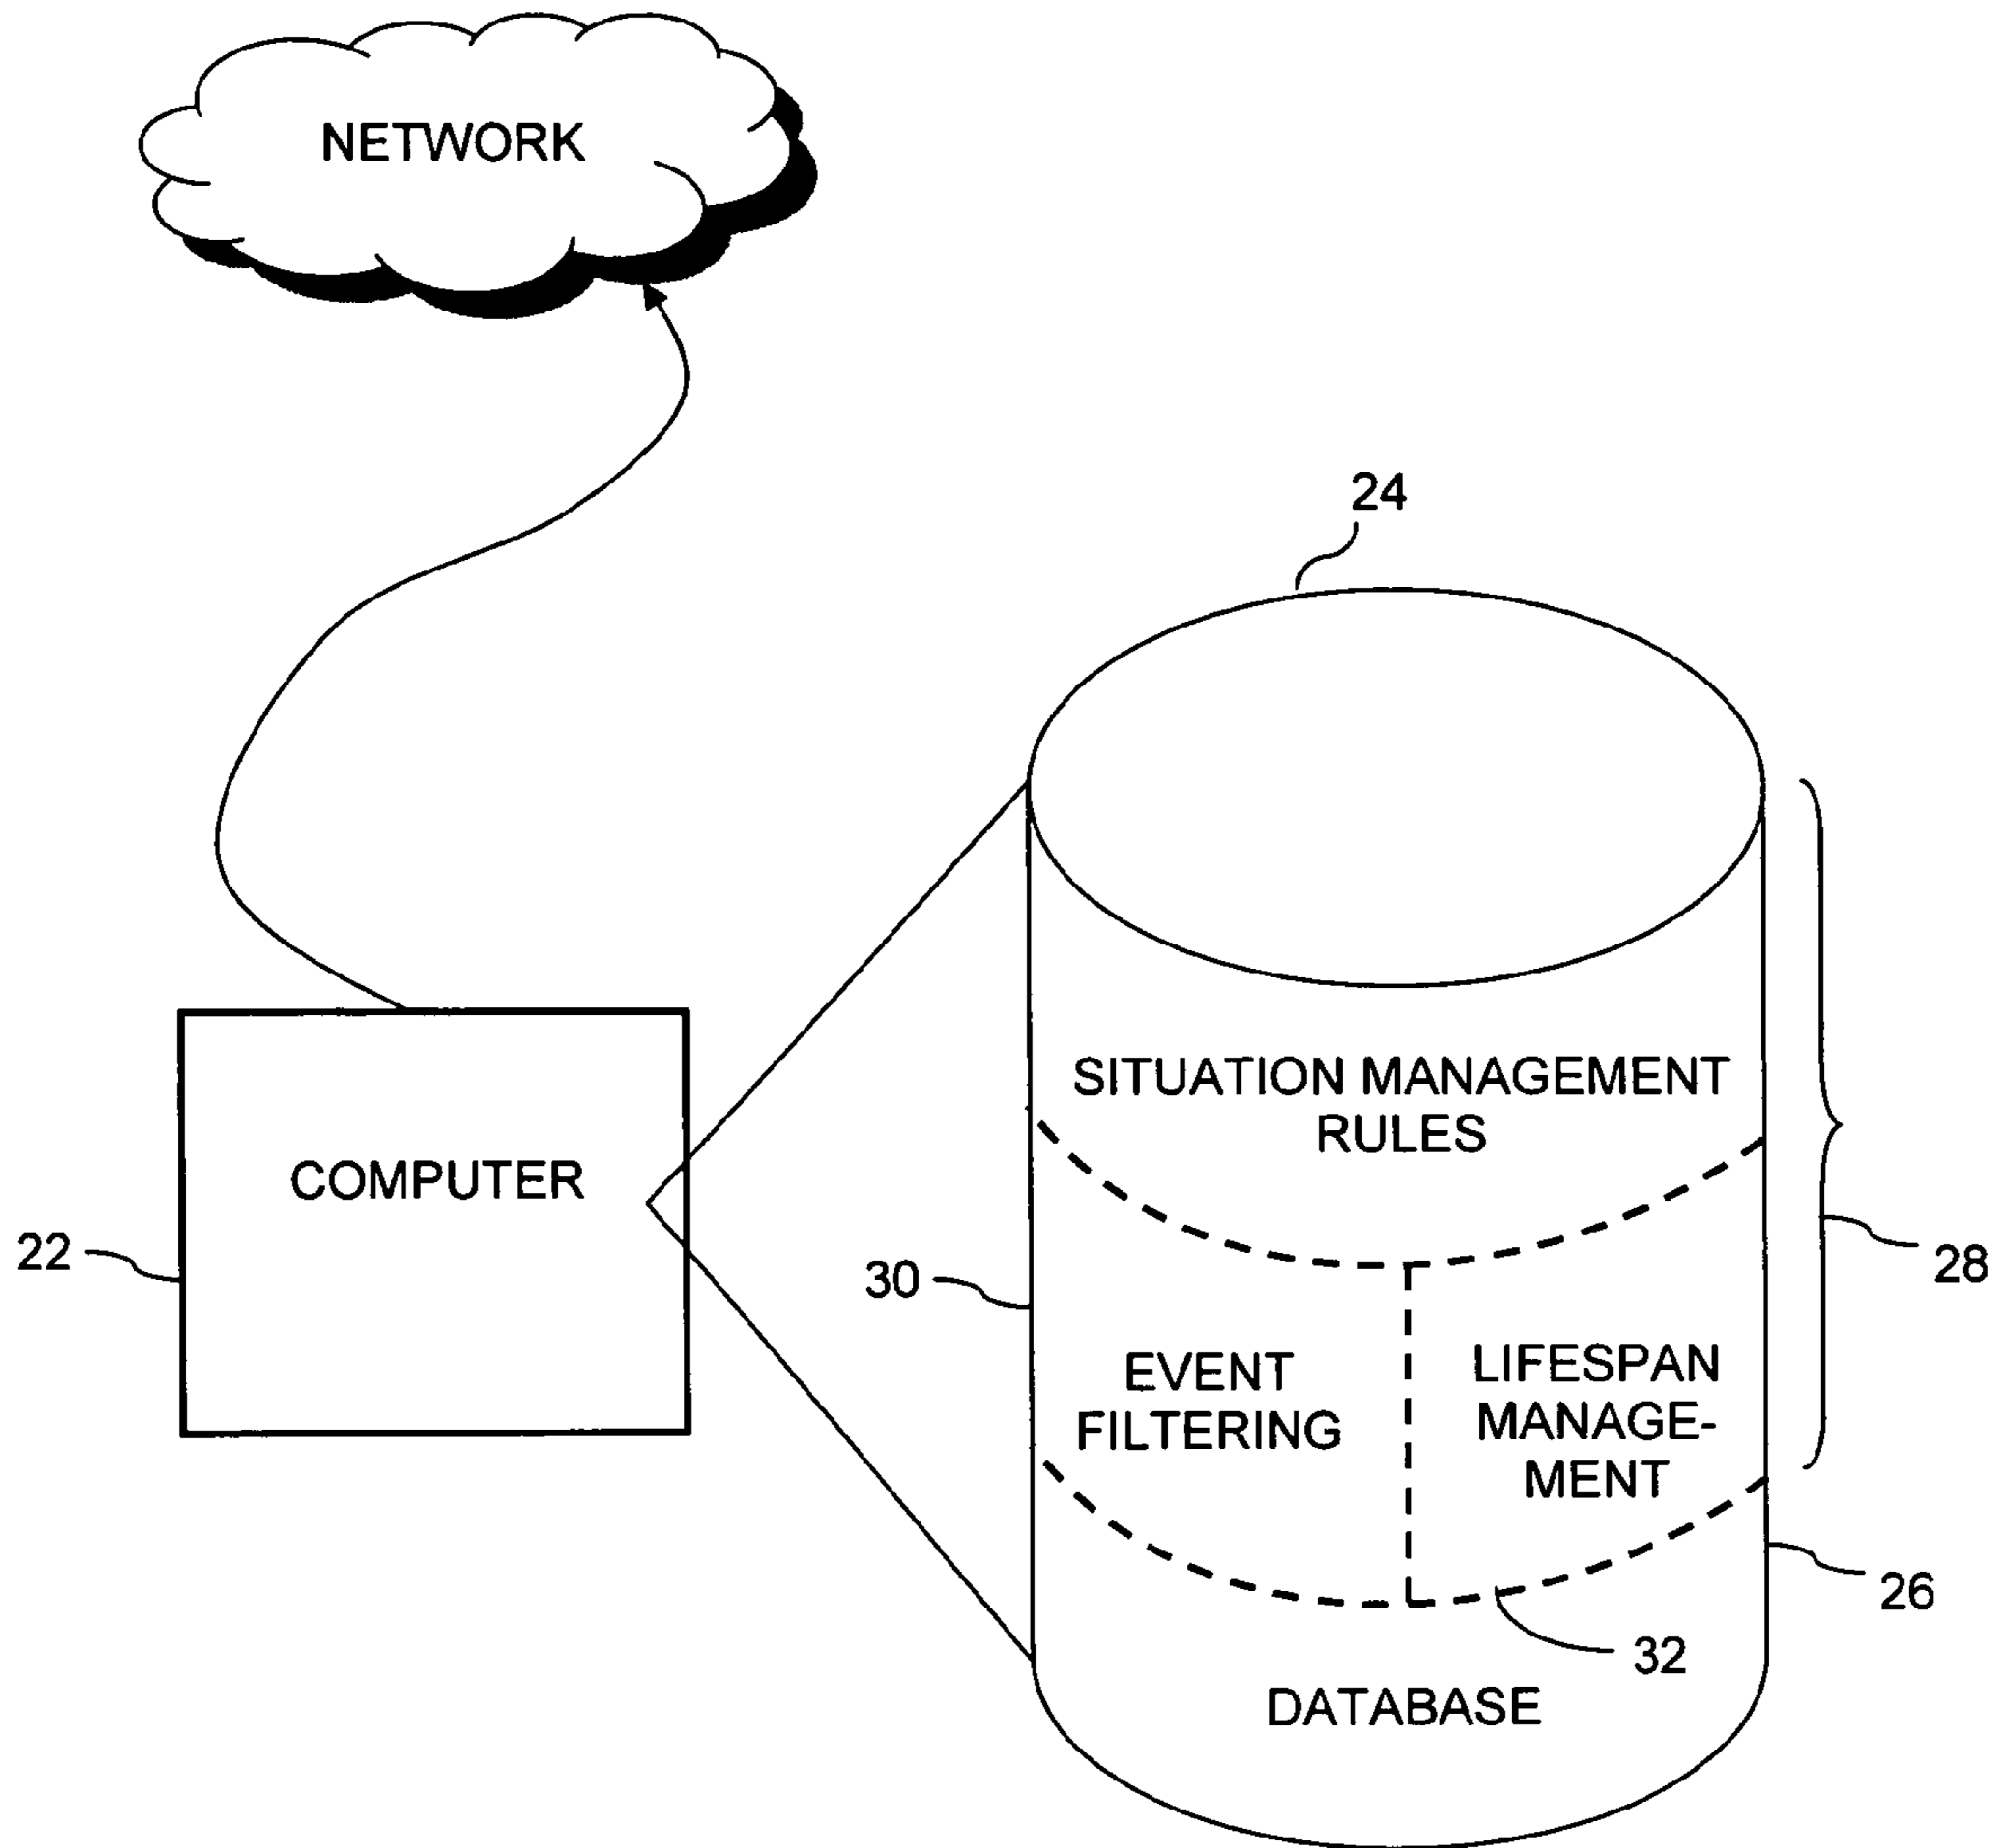 NETWORK
24
SITUATION MANAGEMENT
RULES
COMPUTER
22
30
28
EVENT
FILTERING
LIFESPAN
MANAGE-
MENT
26
32
DATABASE